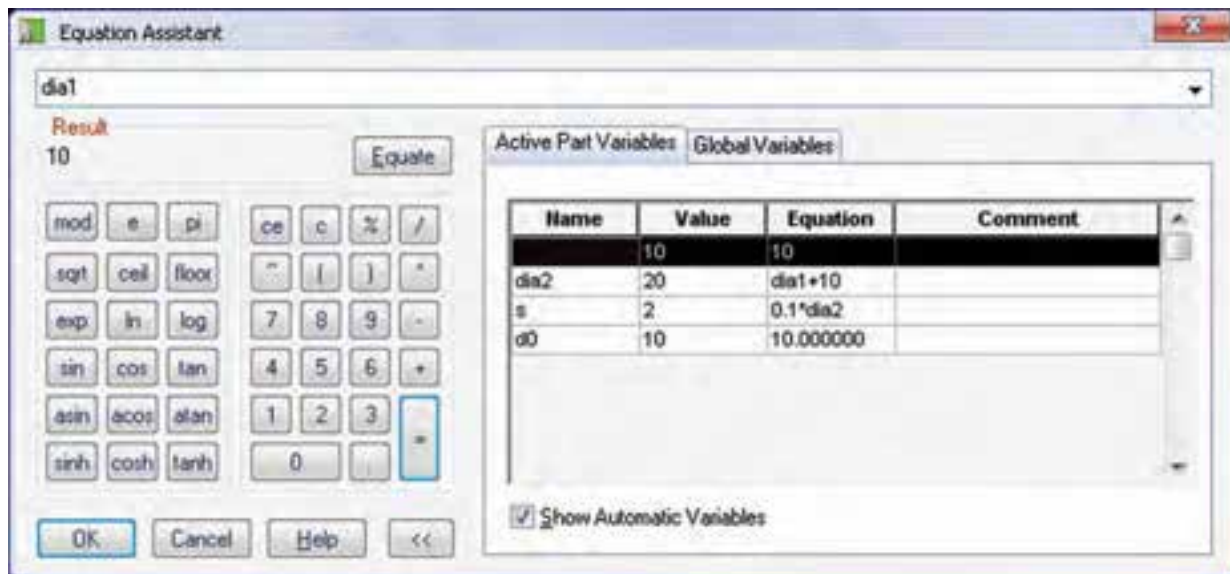 Equation Assistant
dia1
Result
10
Equate
Active Part Variables Global Variables
mod e pi ce c % /
sqrt ceil floor ^ ( ) *
exp ln log 7 8 9 -
sin cos tan 4 5 6 +
asin acos atan 1 2 3 =
sinh cosh tanh 0 .
Name Value Equation Comment
10 10
dia2 20 dia1+10
s 2 0.1*dia2
d0 10 10.000000
Show Automatic Variables
OK Cancel Help <<